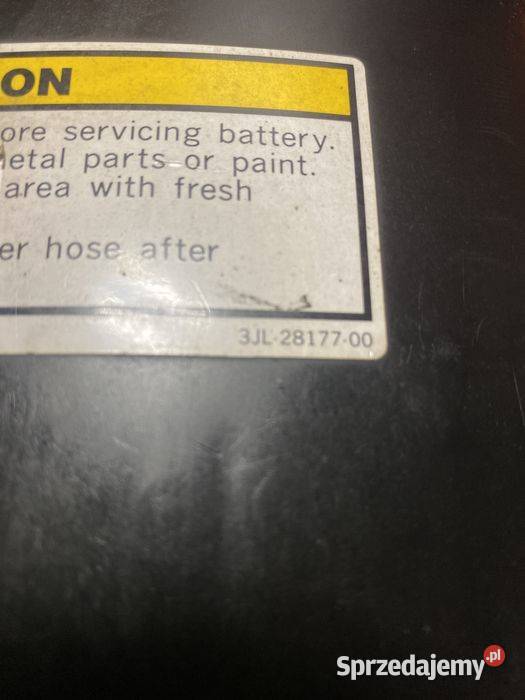 ON
ore servicing battery.
etal parts or paint.
area with fresh
er hose after
3JL-28177-00
Sprzedajemy.pl